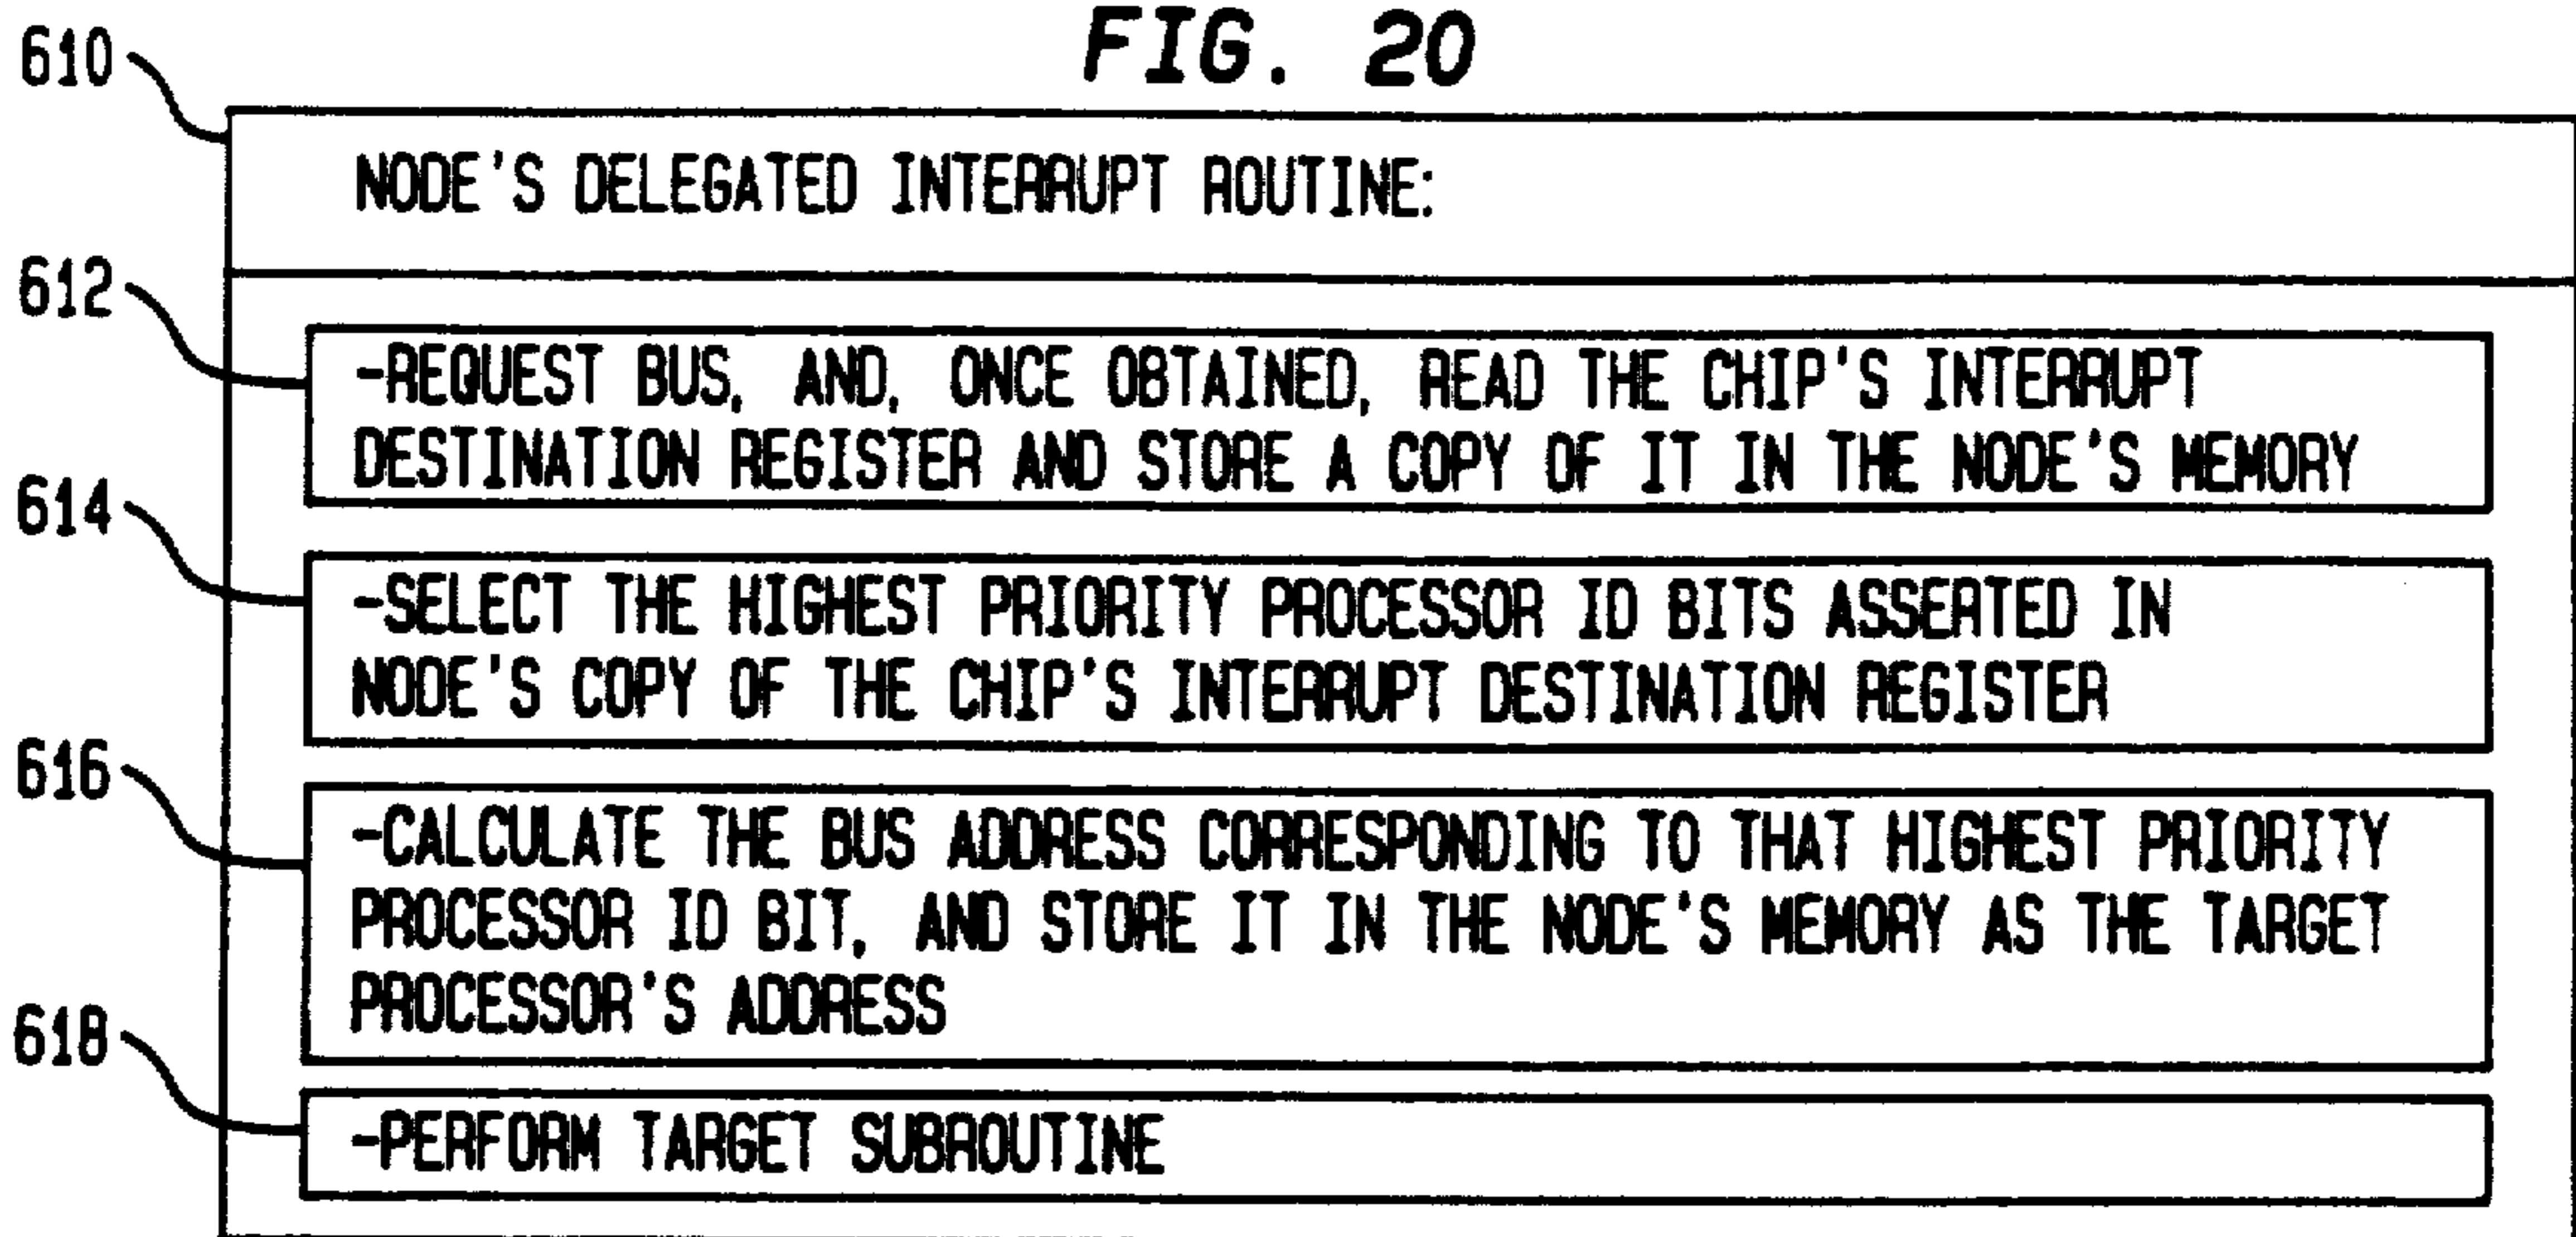 FIG. 20
610
NODE'S DELEGATED INTERRUPT ROUTINE:
612
-REQUEST BUS, AND, ONCE OBTAINED, READ THE CHIP'S INTERRUPT
DESTINATION REGISTER AND STORE A COPY OF IT IN THE NODE'S MEMORY
614
-SELECT THE HIGHEST PRIORITY PROCESSOR ID BITS ASSERTED IN
NODE'S COPY OF THE CHIP'S INTERRUPT DESTINATION REGISTER
616
-CALCULATE THE BUS ADDRESS CORRESPONDING TO THAT HIGHEST PRIORITY
PROCESSOR ID BIT, AND STORE IT IN THE NODE'S MEMORY AS THE TARGET
PROCESSOR'S ADDRESS
618
-PERFORM TARGET SUBROUTINE